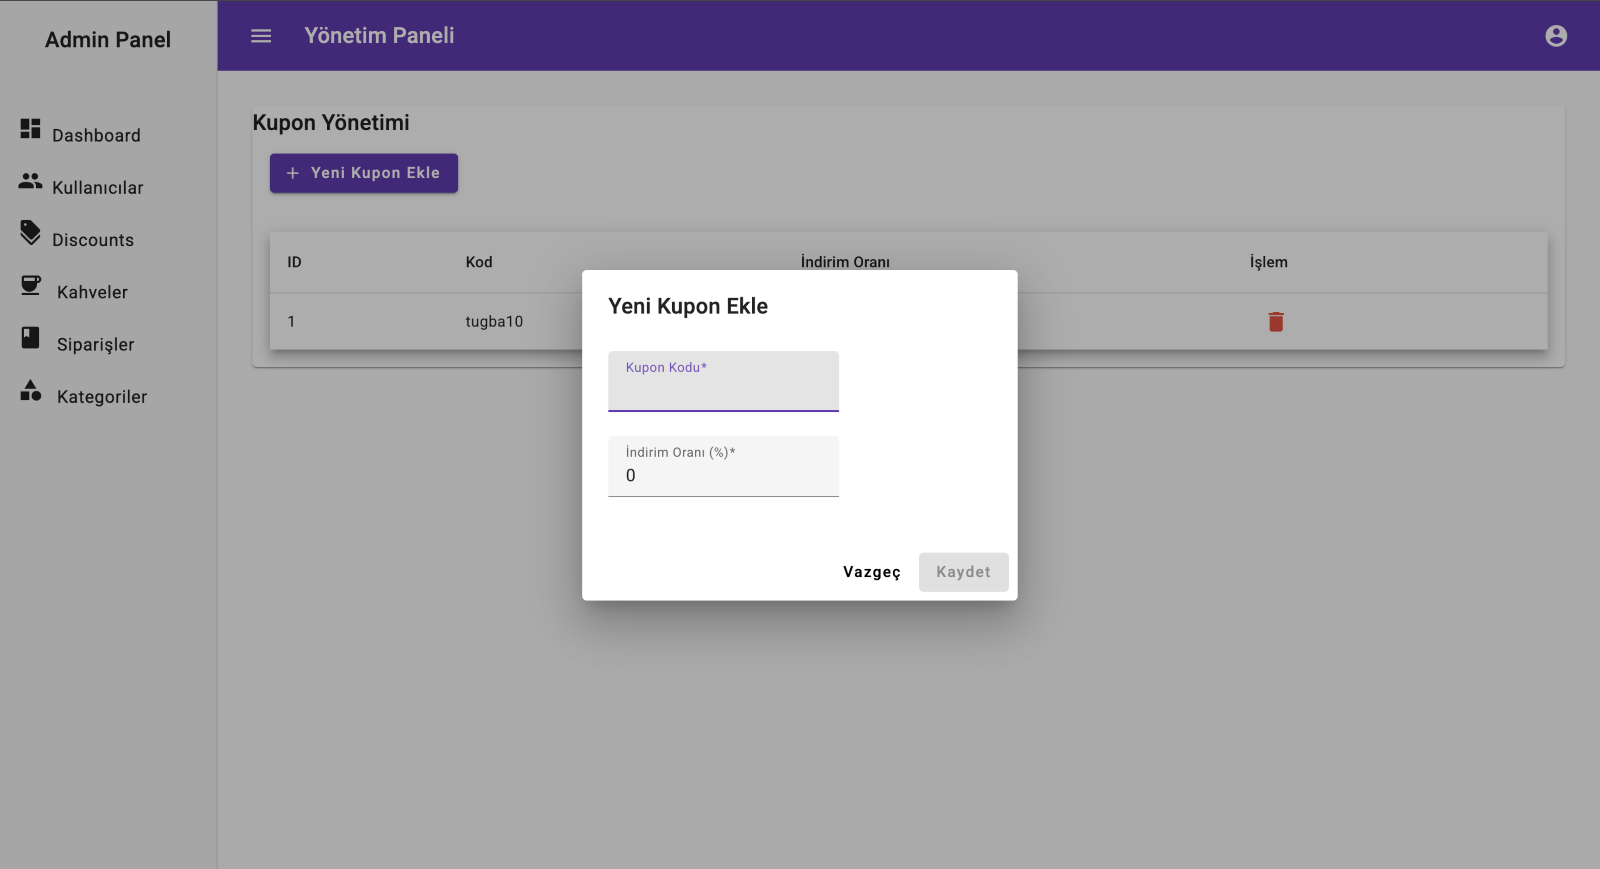 Admin Panel
Yönetim Paneli
Dashboard
Kullanıcılar
Discounts
Kahveler
Siparişler
Kategoriler
Kupon Yönetimi
+ Yeni Kupon Ekle
ID Kod İndirim Oranı İşlem
1 tugba10
Yeni Kupon Ekle
Kupon Kodu*
İndirim Oranı (%)*
0
Vazgeç Kaydet